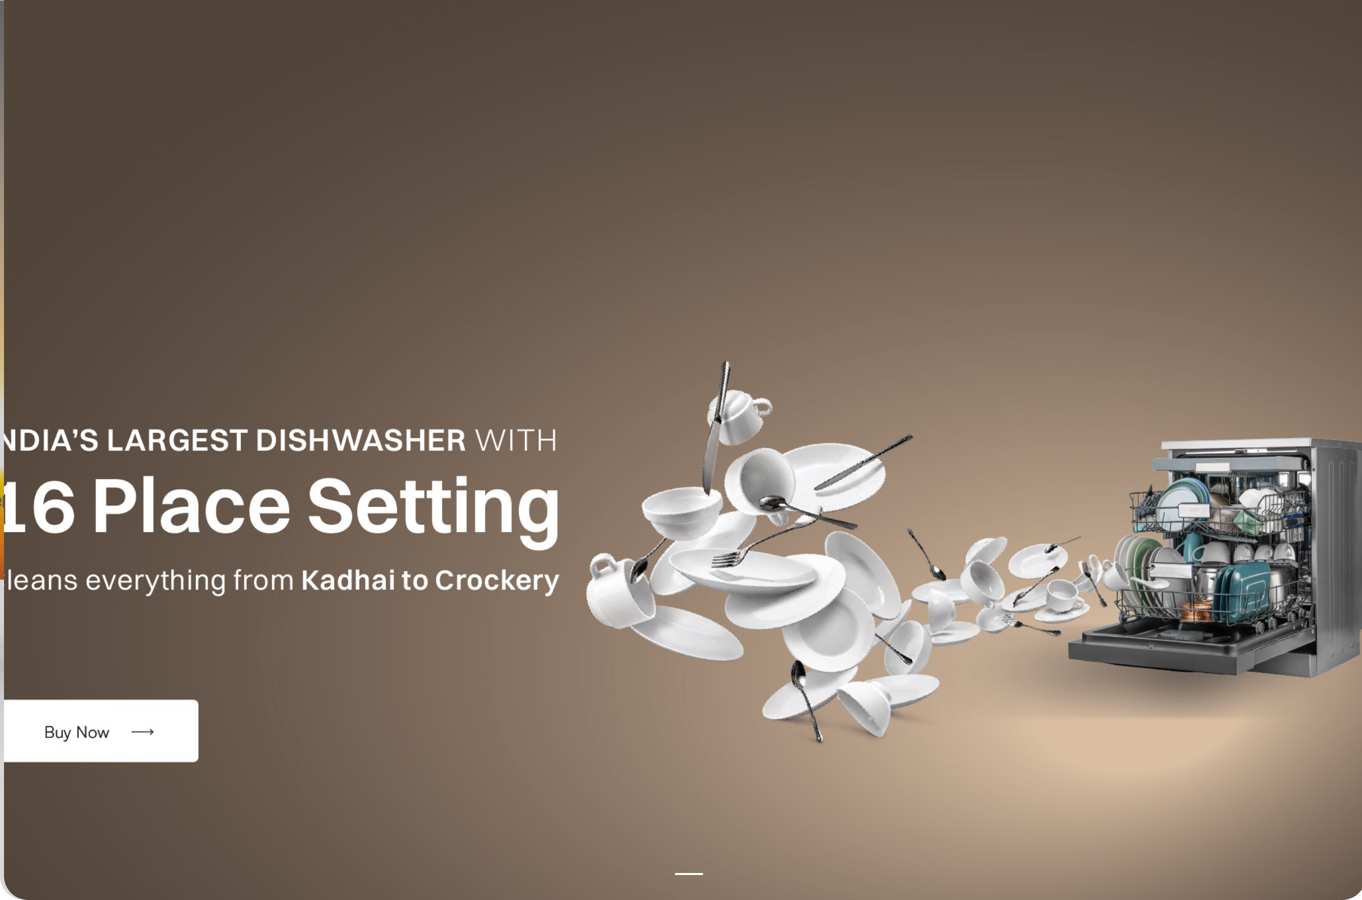 NDIA'S LARGEST DISHWASHER WITH
16 Place Setting
leans everything from Kadhai to Crockery
Buy Now